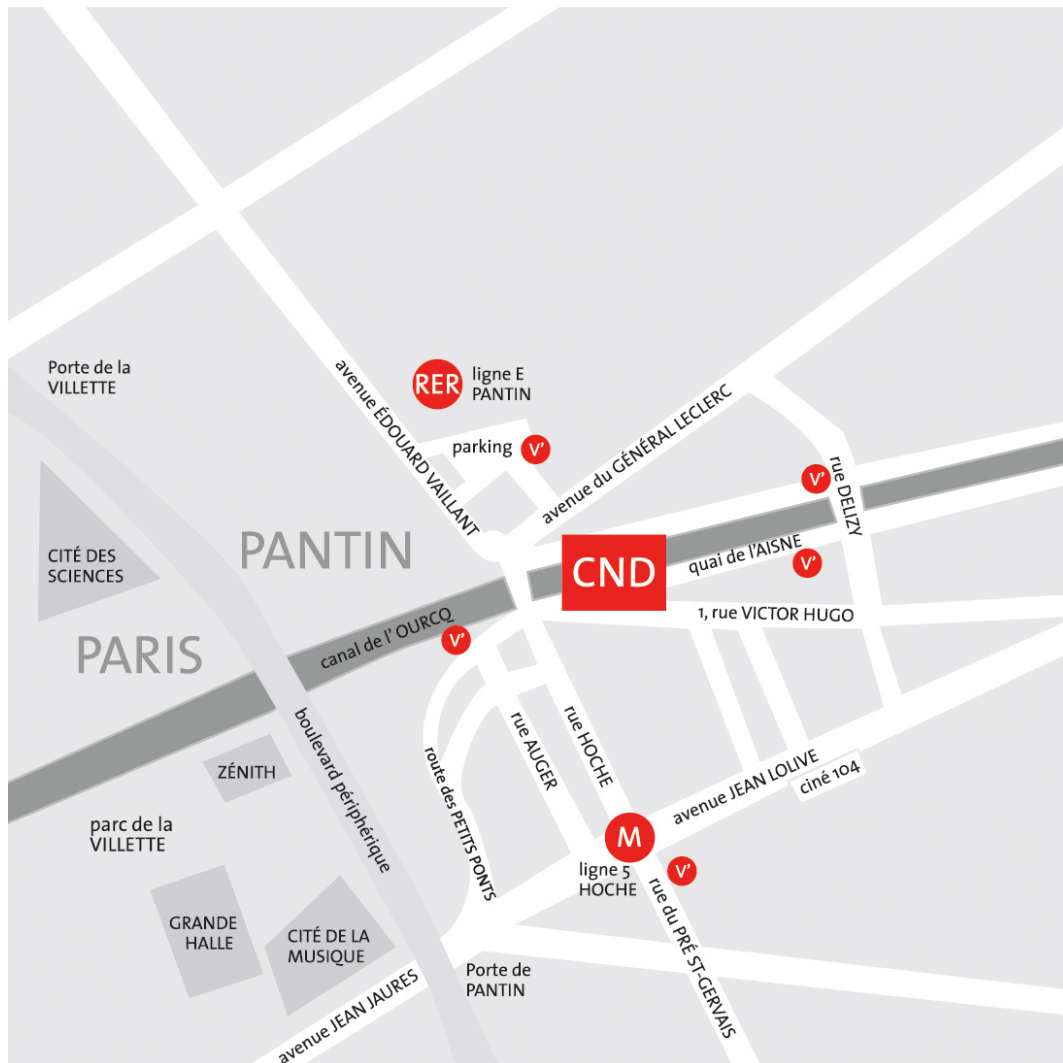 Porte de la
VILLETTE
avenue ÉDOUARD VAILLANT
RER
ligne E
PANTIN
parking
V'
avenue du GÉNÉRAL LECLERC
V'
rue DELIZY
CITÉ DES
SCIENCES
PANTIN
CND
quai de l'AISNE
V'
1, rue VICTOR HUGO
PARIS
canal de l' OURCQ
V'
boulevard périphérique
route des PETITS PONTS
rue AUGER
rue HOCHE
ZÉNITH
parc de la
VILLETTE
avenue JEAN LOLIVE
ciné 104
M
ligne 5
HOCHE
V'
rue du PRÉ ST-GERVAIS
GRANDE
HALLE
CITÉ DE LA
MUSIQUE
Porte de
PANTIN
avenue JEAN JAURES